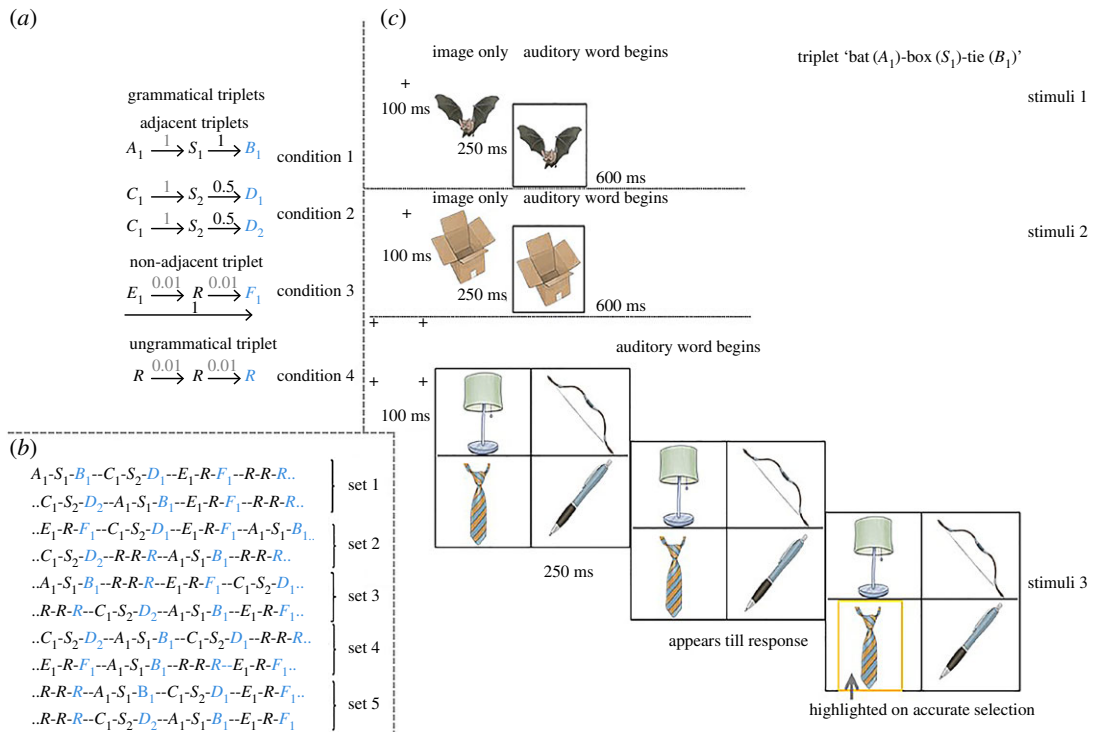 (a)
grammatical triplets
adjacent triplets
A₁ 1→ S₁ 1→ B₁ condition 1
C₁ 1→ S₂ 0.5→ D₁
C₁ 1→ S₂ 0.5→ D₂ condition 2
non-adjacent triplet
E₁ 0.01→ R 0.01→ F₁ condition 3
1
ungrammatical triplet
R 0.01→ R 0.01→ R condition 4
(b)
A₁-S₁-B₁--C₁-S₂-D₁--E₁-R-F₁--R-R-R..
..C₁-S₂-D₂--A₁-S₁-B₁--E₁-R-F₁--R-R-R..
set 1
..E₁-R-F₁--C₁-S₂-D₁--E₁-R-F₁--A₁-S₁-B₁..
..C₁-S₂-D₂--R-R-R--A₁-S₁-B₁--R-R-R..
set 2
..A₁-S₁-B₁--R-R-R--E₁-R-F₁--C₁-S₂-D₁..
..R-R-R--C₁-S₂-D₂--A₁-S₁-B₁--E₁-R-F₁..
set 3
..C₁-S₂-D₂--A₁-S₁-B₁--C₁-S₂-D₁--R-R-R..
..E₁-R-F₁--A₁-S₁-B₁--R-R-R--E₁-R-F₁..
set 4
..R-R-R--A₁-S₁-B₁--C₁-S₂-D₁--E₁-R-F₁..
..R-R-R--C₁-S₂-D₂--A₁-S₁-B₁--E₁-R-F₁
set 5
(c)
image only auditory word begins
triplet ‘bat (A₁)-box (S₁)-tie (B₁)’
+
100 ms
250 ms
600 ms
stimuli 1
image only auditory word begins
+
100 ms
250 ms
600 ms
stimuli 2
+ +
auditory word begins
+ +
100 ms
250 ms
appears till response
stimuli 3
highlighted on accurate selection